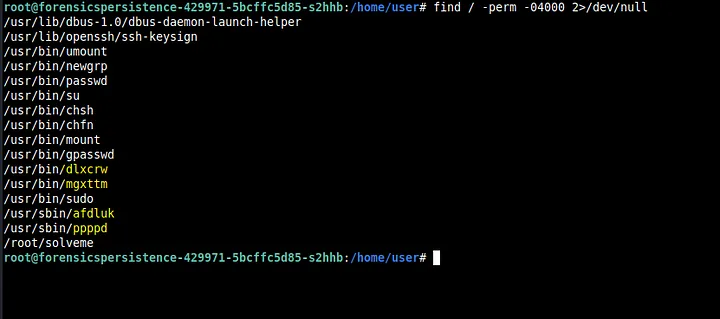 root@forensicspersistence-429971-5bcffc5d85-s2hhb:/home/user# find / -perm -04000 2>/dev/null
/usr/lib/dbus-1.0/dbus-daemon-launch-helper
/usr/lib/openssh/ssh-keysign
/usr/bin/umount
/usr/bin/newgrp
/usr/bin/passwd
/usr/bin/su
/usr/bin/chsh
/usr/bin/chfn
/usr/bin/mount
/usr/bin/gpasswd
/usr/bin/dlxcrw
/usr/bin/mgxttm
/usr/bin/sudo
/usr/sbin/afdluk
/usr/sbin/ppppd
/root/solveme
root@forensicspersistence-429971-5bcffc5d85-s2hhb:/home/user#